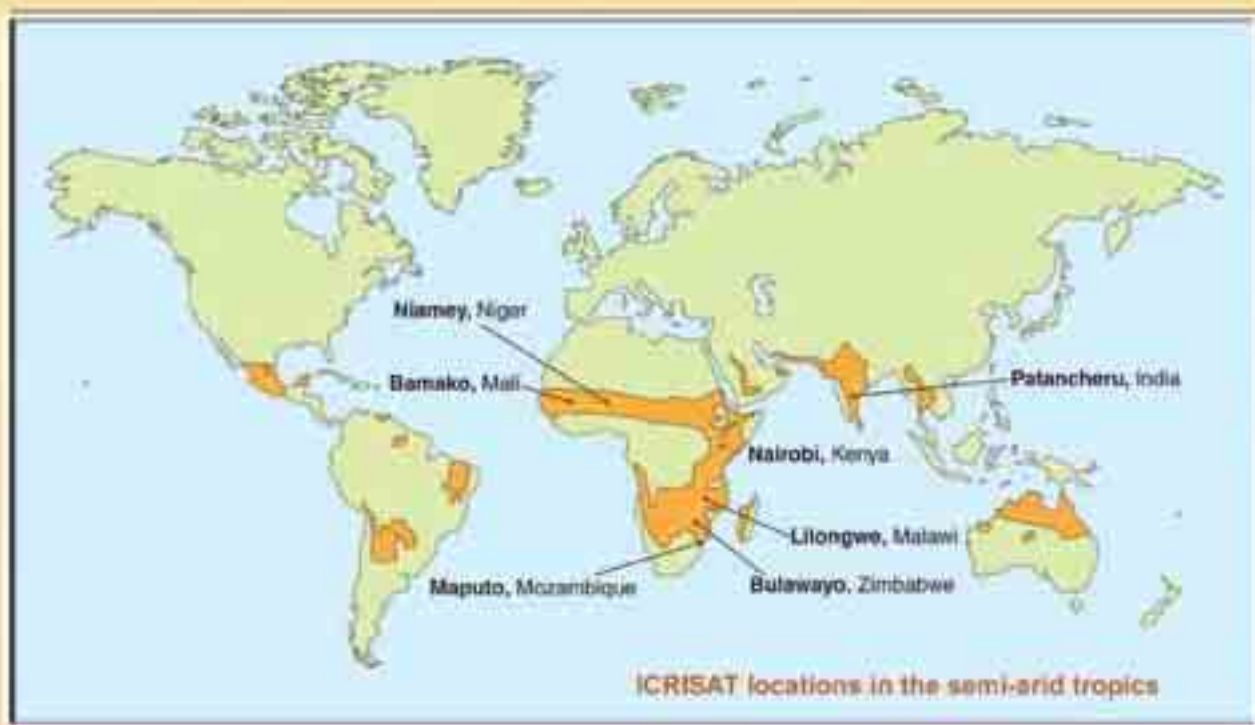 Niamey, Niger
Bamako, Mali
Patancheru, India
Nairobi, Kenya
Lilongwe, Malawi
Maputo, Mozambique
Bulawayo, Zimbabwe
ICRISAT locations in the semi-arid tropics